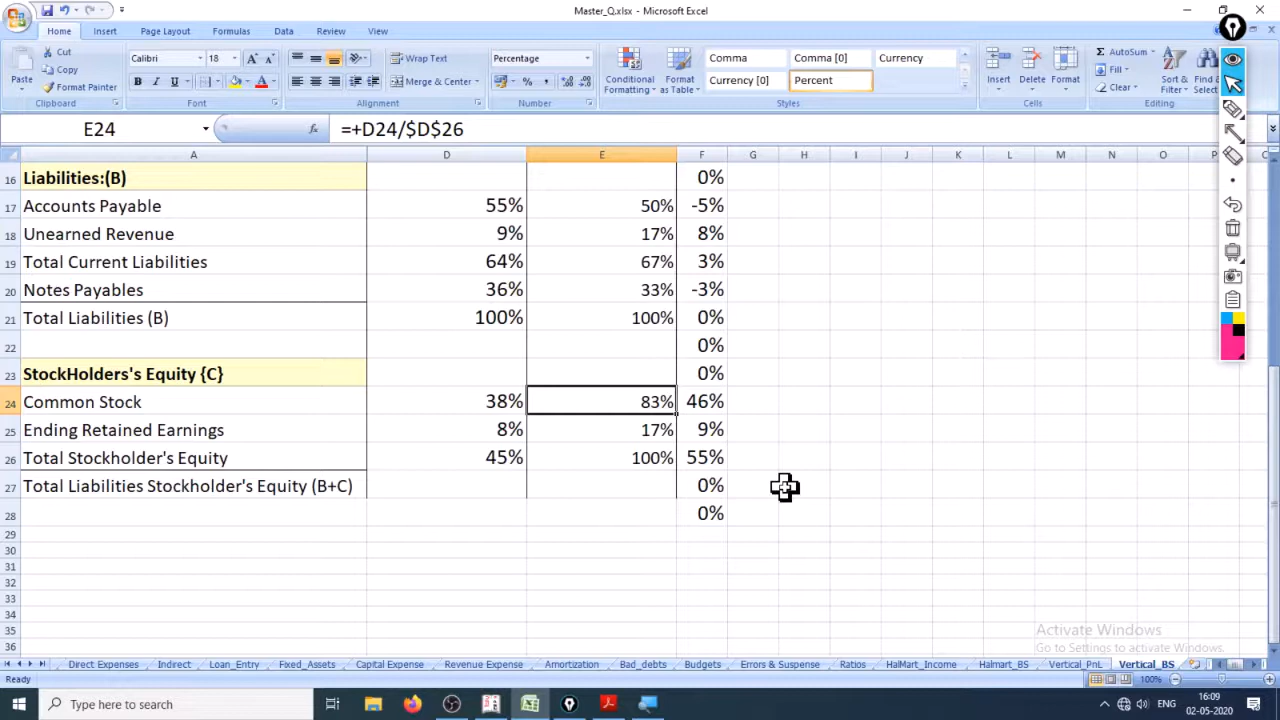 Master_Q.xlsx - Microsoft Excel
Home Insert Page Layout Formulas Data Review View
Cut
Copy
Format Painter
Paste
Clipboard
Calibri 18
B I U
Font
Wrap Text
Merge & Center
Alignment
Percentage
Number
Conditional Formatting
Format as Table
Comma Comma [0] Currency
Currency [0] Percent
Styles
Insert Delete Format
Cells
AutoSum
Fill
Clear
Sort & Filter
Editing
E24 fx =+D24/$D$26
A D E F G H I J K L M N O P
16 Liabilities:(B) 0%
17 Accounts Payable 55% 50% -5%
18 Unearned Revenue 9% 17% 8%
19 Total Current Liabilities 64% 67% 3%
20 Notes Payables 36% 33% -3%
21 Total Liabilities (B) 100% 100% 0%
22 0%
23 StockHolders's Equity {C} 0%
24 Common Stock 38% 83% 46%
25 Ending Retained Earnings 8% 17% 9%
26 Total Stockholder's Equity 45% 100% 55%
27 Total Liabilities Stockholder's Equity (B+C) 0%
28 0%
29
30
31
32
33
34
35
36
Activate Windows
Go to Settings to activate Windows.
Direct Expenses Indirect Loan_Entry Fixed_Assets Capital Expense Revenue Expense Amortization Bad_debts Budgets Errors & Suspense Ratios HalMart_Income Halmart_BS Vertical_PnL Vertical_BS
Ready 100%
Type here to search
ENG
16:09
02-05-2020